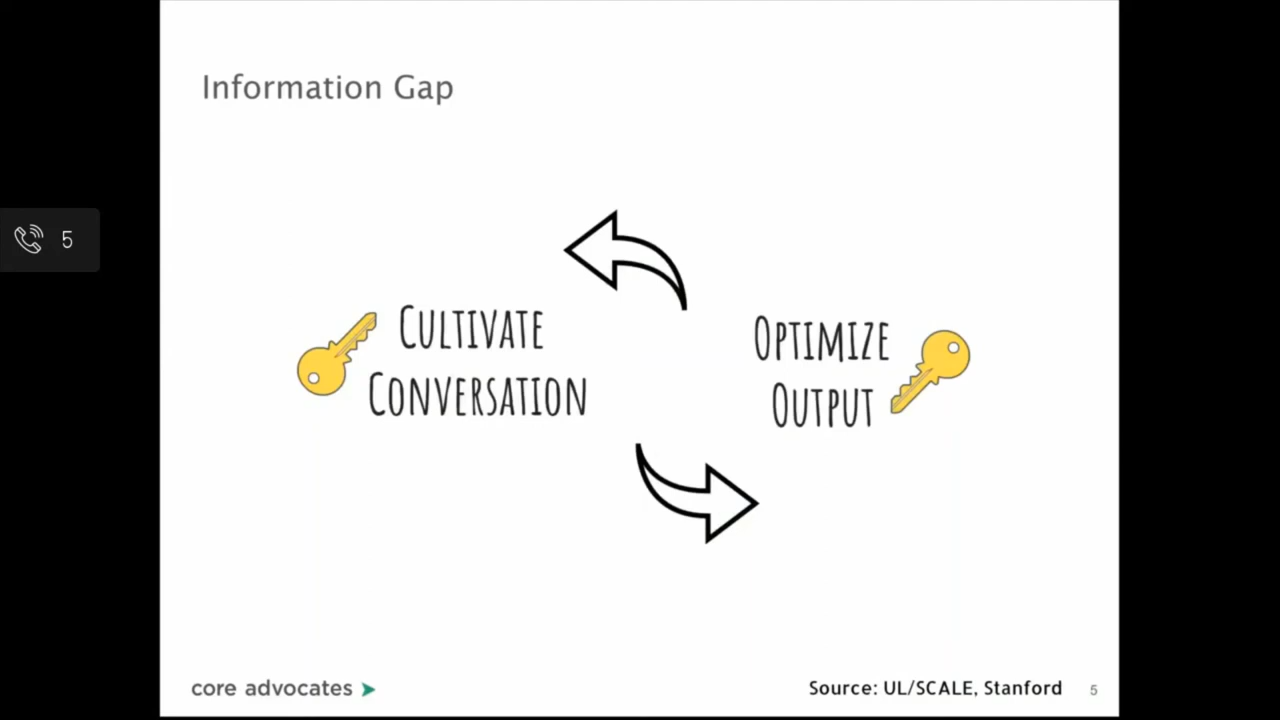 Information Gap
5
CULTIVATE
CONVERSATION
OPTIMIZE
OUTPUT
core advocates
Source: UL/SCALE, Stanford
5